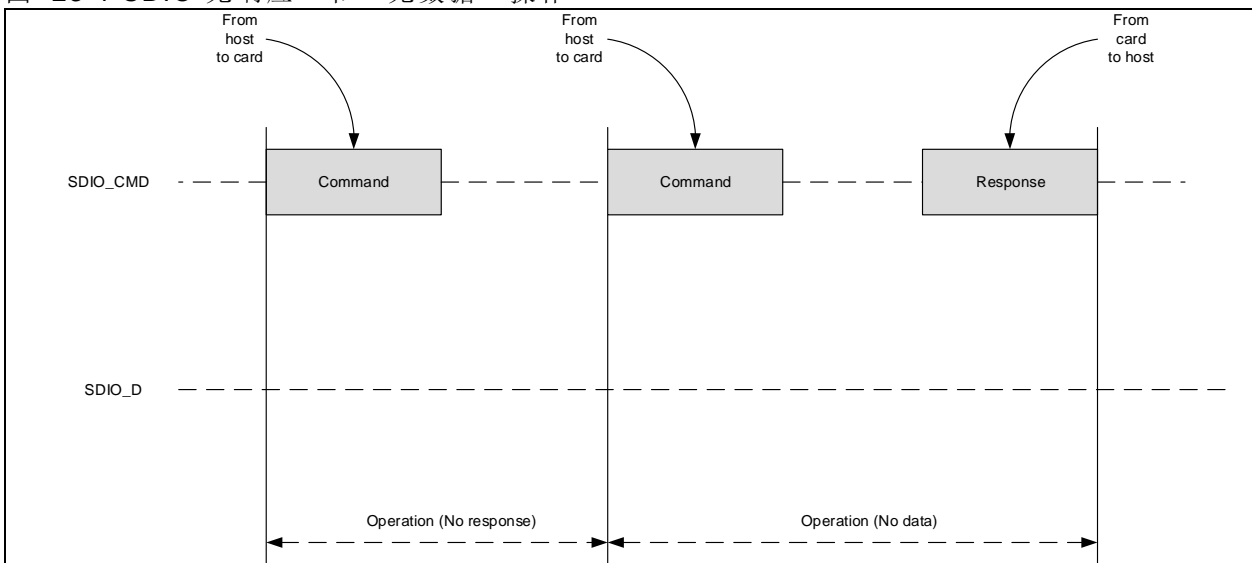 From
host
to card
From
host
to card
From
card
to host
SDIO_CMD
Command
Command
Response
SDIO_D
Operation (No response)
Operation (No data)